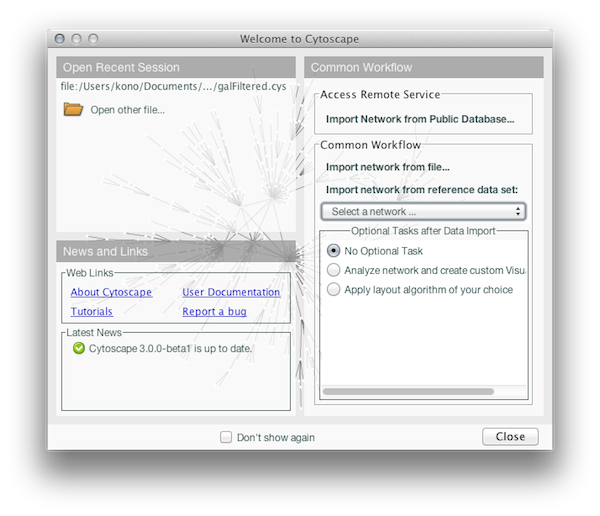 Welcome to Cytoscape
Open Recent Session
file:/Users/kono/Documents/.../galFiltered.cys
Open other file...
News and Links
Web Links
About Cytoscape
User Documentation
Tutorials
Report a bug
Latest News
Cytoscape 3.0.0-beta1 is up to date.
Common Workflow
Access Remote Service
Import Network from Public Database...
Common Workflow
Import network from file...
Import network from reference data set:
Select a network ...
Optional Tasks after Data Import
No Optional Task
Analyze network and create custom Visu
Apply layout algorithm of your choice
Don't show again
Close